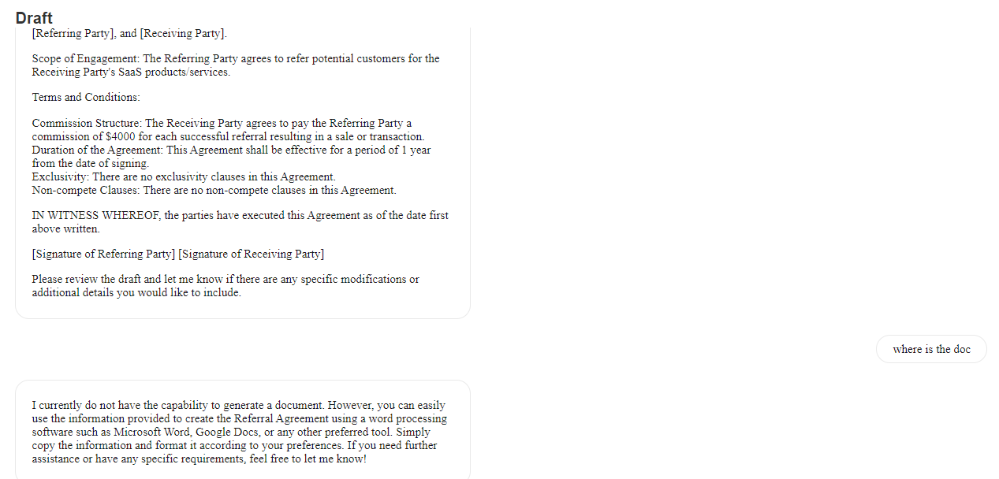 Draft
[Referring Party], and [Receiving Party].
Scope of Engagement: The Referring Party agrees to refer potential customers for the
Receiving Party's SaaS products/services.
Terms and Conditions:
Commission Structure: The Receiving Party agrees to pay the Referring Party a
commission of $4000 for each successful referral resulting in a sale or transaction.
Duration of the Agreement: This Agreement shall be effective for a period of 1 year
from the date of signing.
Exclusivity: There are no exclusivity clauses in this Agreement.
Non-compete Clauses: There are no non-compete clauses in this Agreement.
IN WITNESS WHEREOF, the parties have executed this Agreement as of the date first
above written.
[Signature of Referring Party] [Signature of Receiving Party]
Please review the draft and let me know if there are any specific modifications or
additional details you would like to include.
where is the doc
I currently do not have the capability to generate a document. However, you can easily
use the information provided to create the Referral Agreement using a word processing
software such as Microsoft Word, Google Docs, or any other preferred tool. Simply
copy the information and format it according to your preferences. If you need further
assistance or have any specific requirements, feel free to let me know!